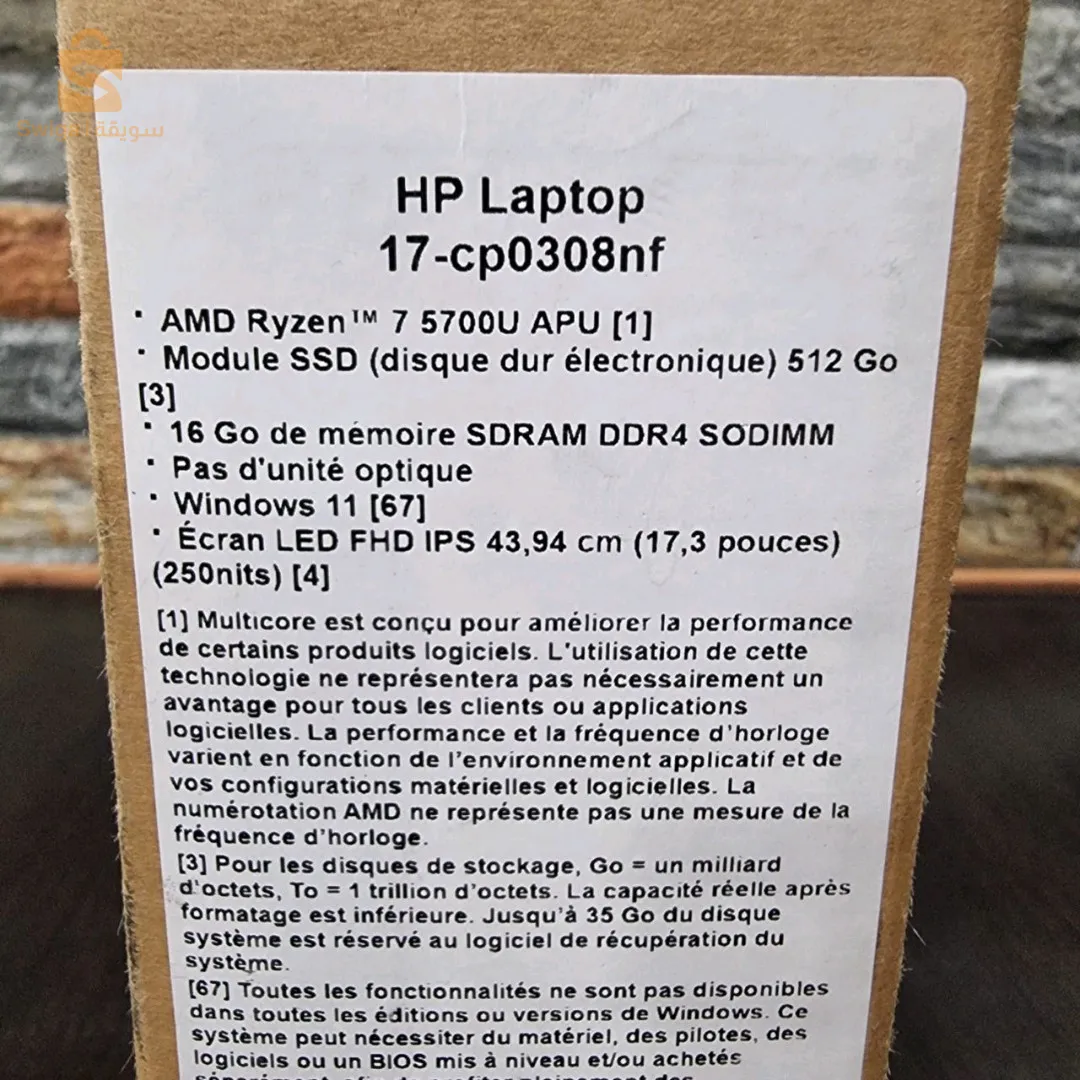 سويقة
HP Laptop
17-cp0308nf
· AMD Ryzen™ 7 5700U APU [1]
· Module SSD (disque dur électronique) 512 Go
[3]
· 16 Go de mémoire SDRAM DDR4 SODIMM
· Pas d'unité optique
· Windows 11 [67]
· Écran LED FHD IPS 43,94 cm (17,3 pouces)
(250nits) [4]
[1] Multicore est conçu pour améliorer la performance
de certains produits logiciels. L'utilisation de cette
technologie ne représentera pas nécessairement un
avantage pour tous les clients ou applications
logicielles. La performance et la fréquence d'horloge
varient en fonction de l'environnement applicatif et de
vos configurations matérielles et logicielles. La
numérotation AMD ne représente pas une mesure de la
fréquence d'horloge.
[3] Pour les disques de stockage, Go = un milliard
d'octets, To = 1 trillion d'octets. La capacité réelle après
formatage est inférieure. Jusqu'à 35 Go du disque
système est réservé au logiciel de récupération du
système.
[67] Toutes les fonctionnalités ne sont pas disponibles
dans toutes les éditions ou versions de Windows. Ce
système peut nécessiter du matériel, des pilotes, des
logiciels ou un BIOS mis à niveau et/ou achetés